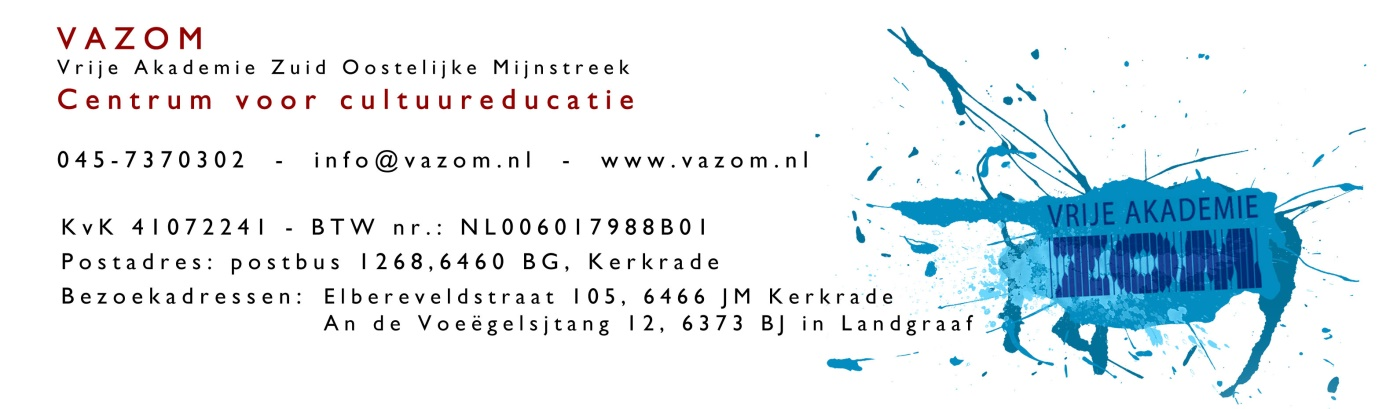 VAZOM
Vrije Akademie Zuid Oostelijke Mijnstreek
Centrum voor cultuureducatie
045-7370302 - info@vazom.nl - www.vazom.nl
KvK 41072241 - BTW nr.: NL006017988B01
Postadres: postbus 1268,6460 BG, Kerkrade
Bezoekadressen: Elbereveldstraat 105, 6466 JM Kerkrade
An de Voeëgelsjtang 12, 6373 BJ in Landgraaf
VRIJE AKADEMIE
ZOM